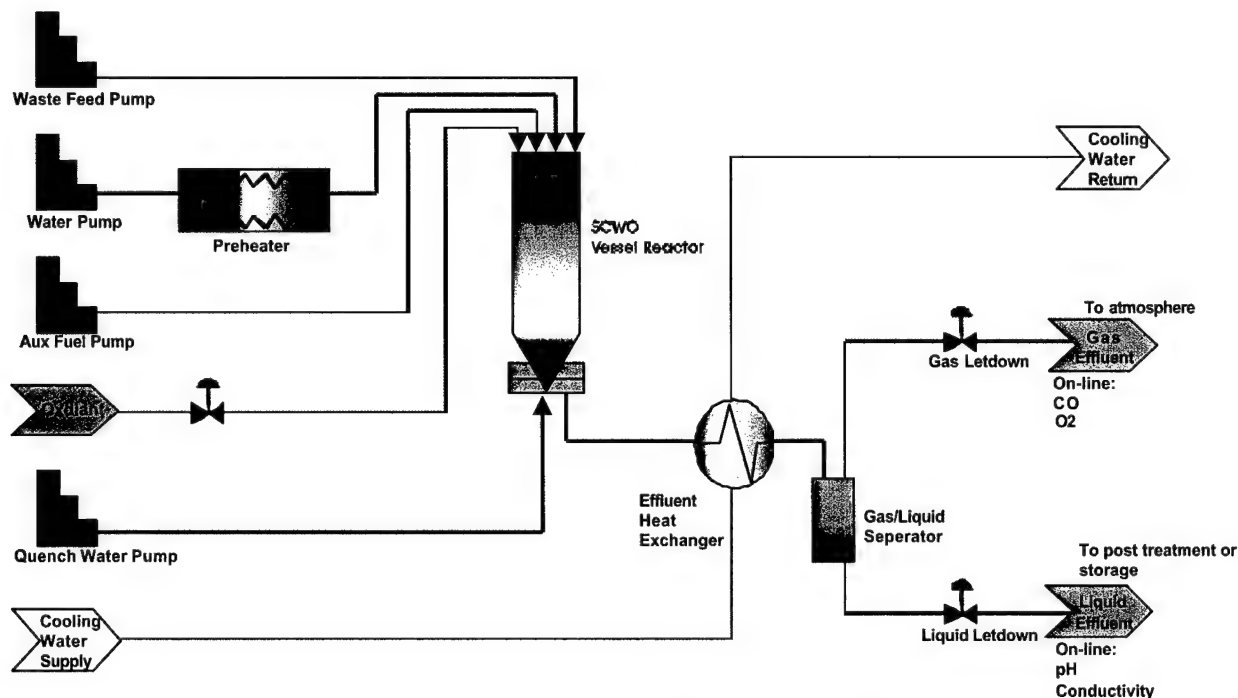 Waste Feed Pump
Water Pump
Preheater
Aux Fuel Pump
Oxdiant
Quench Water Pump
Cooling
Water
Supply
SCWO
Vessel Reactor
Effluent
Heat
Exchanger
Cooling
Water
Return
Gas/Liquid
Seperator
Gas Letdown
To atmosphere
Gas
Effluent
On-line:
CO
O2
Liquid Letdown
To post treatment or
storage
Liquid
Effluent
On-line:
pH
Conductivity